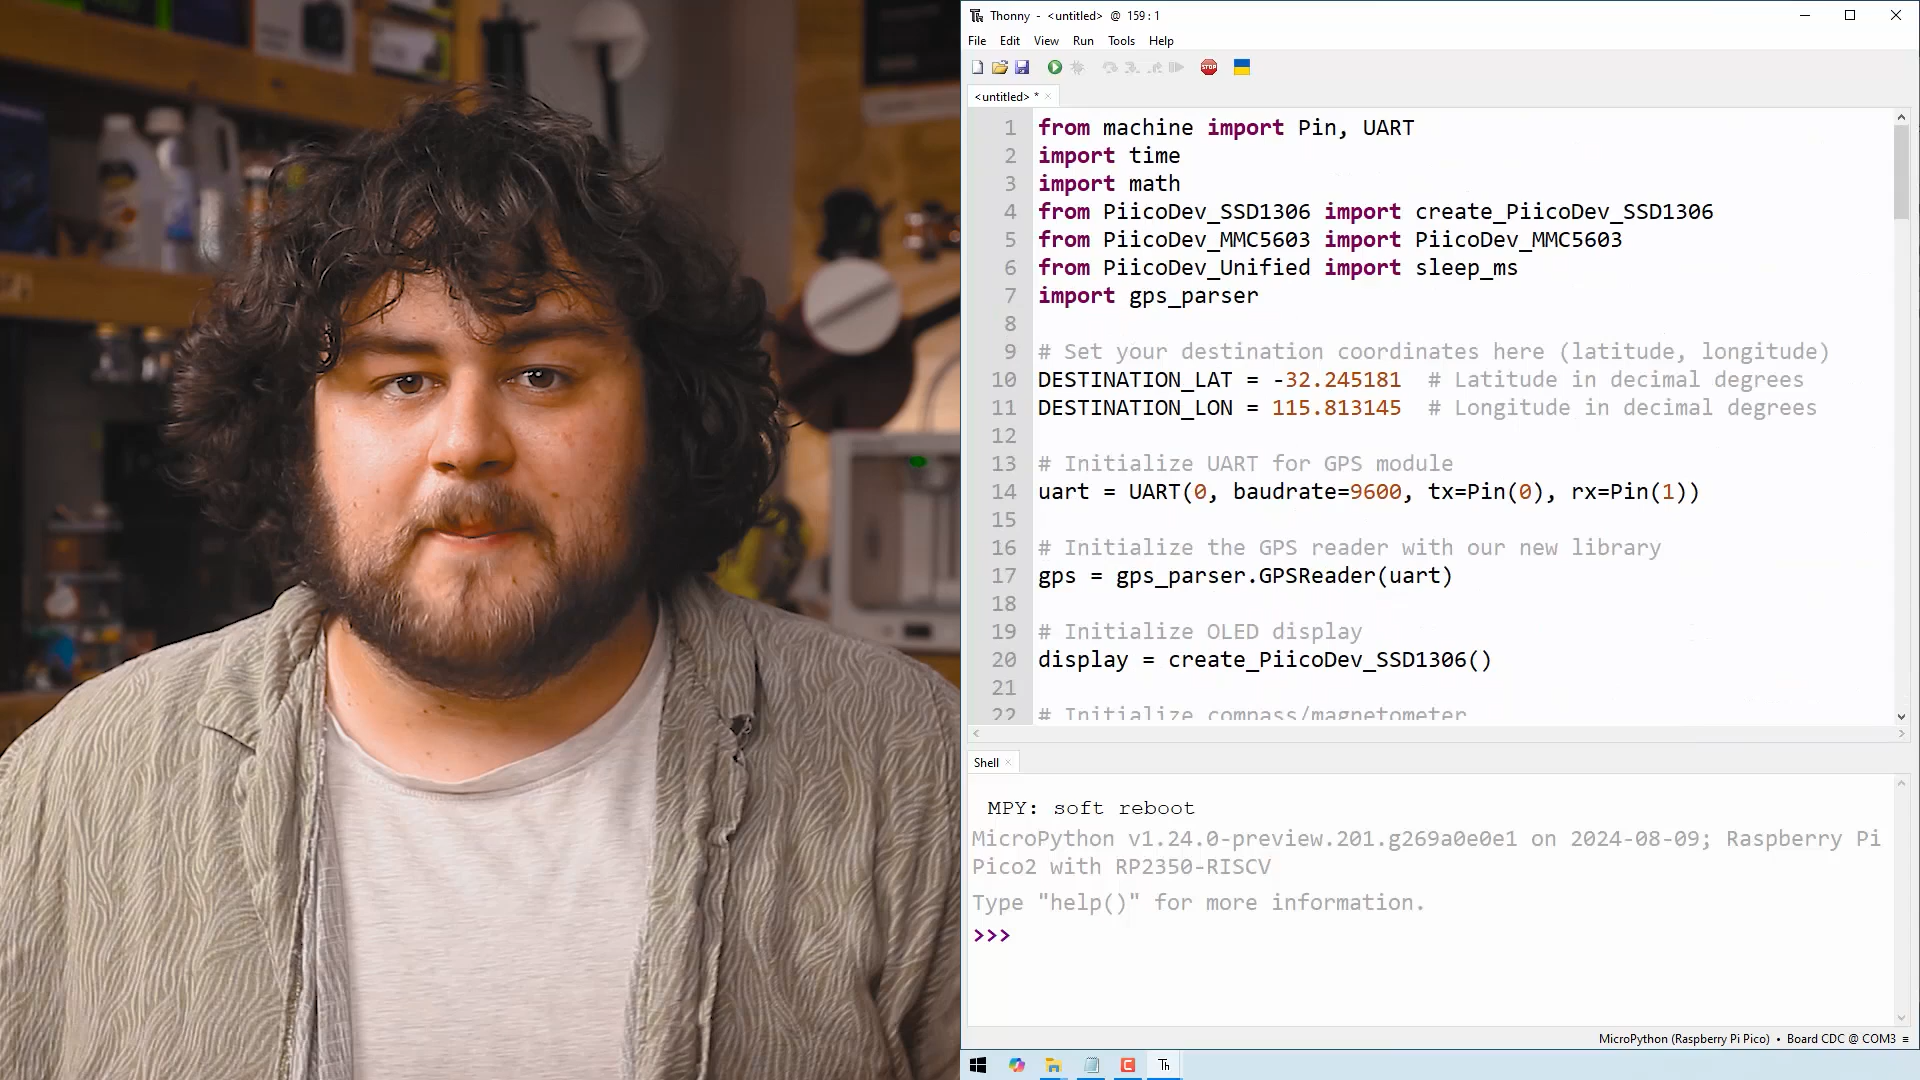 Thonny - <untitled> @ 159 : 1
File Edit View Run Tools Help
STOP
<untitled> *
1 from machine import Pin, UART
2 import time
3 import math
4 from PiicoDev_SSD1306 import create_PiicoDev_SSD1306
5 from PiicoDev_MMC5603 import PiicoDev_MMC5603
6 from PiicoDev_Unified import sleep_ms
7 import gps_parser
8
9 # Set your destination coordinates here (latitude, longitude)
10 DESTINATION_LAT = -32.245181 # Latitude in decimal degrees
11 DESTINATION_LON = 115.813145 # Longitude in decimal degrees
12
13 # Initialize UART for GPS module
14 uart = UART(0, baudrate=9600, tx=Pin(0), rx=Pin(1))
15
16 # Initialize the GPS reader with our new library
17 gps = gps_parser.GPSReader(uart)
18
19 # Initialize OLED display
20 display = create_PiicoDev_SSD1306()
21
22 # Initialize compass/magnetometer
Shell
MPY: soft reboot
MicroPython v1.24.0-preview.201.g269a0e0e1 on 2024-08-09; Raspberry Pi
Pico2 with RP2350-RISCV
Type "help()" for more information.
>>>
MicroPython (Raspberry Pi Pico) • Board CDC @ COM3 ≡
Th